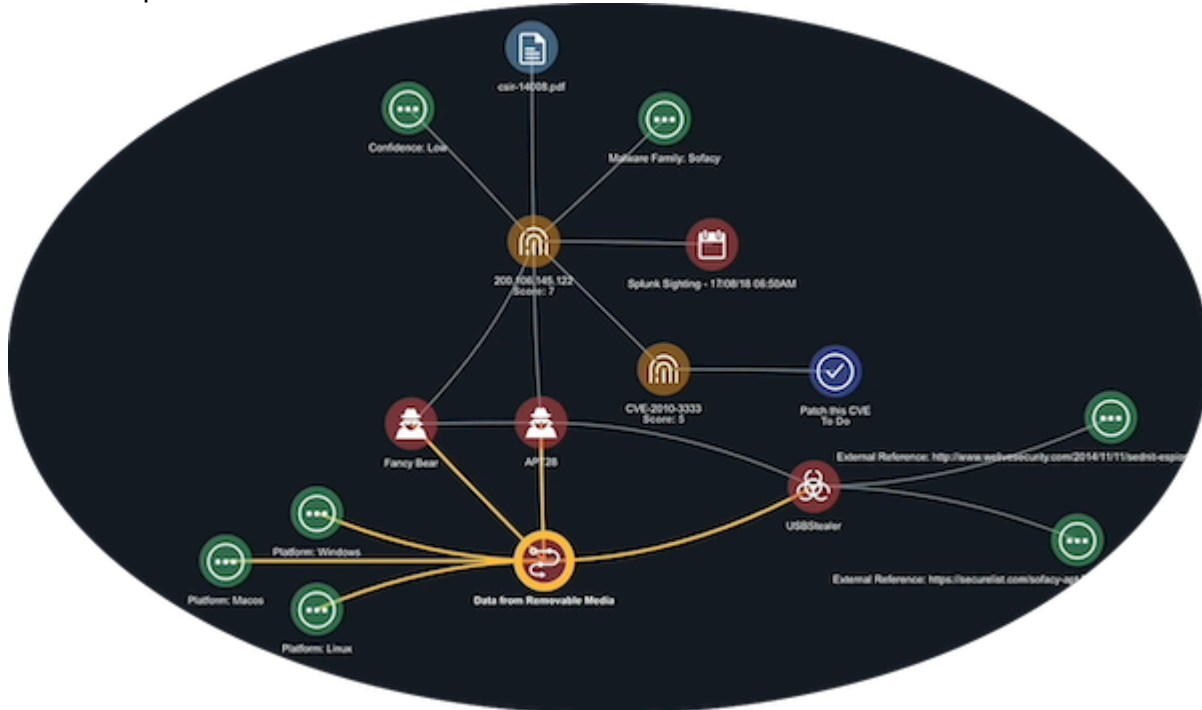 csir-14008.pdf
Confidence: Low
Malware Family: Sofacy
200.106.145.122
Score: 7
Splunk Sighting - 17/08/18 06:50AM
CVE-2010-3333
Score: 5
Patch this CVE
To Do
Fancy Bear
APT28
External Reference: http://www.welivesecurity.com/2014/11/11/sednit-espio
USBStealer
Platform: Windows
External Reference: https://securelist.com/sofacy-apt
Platform: Macos
Data from Removable Media
Platform: Linux